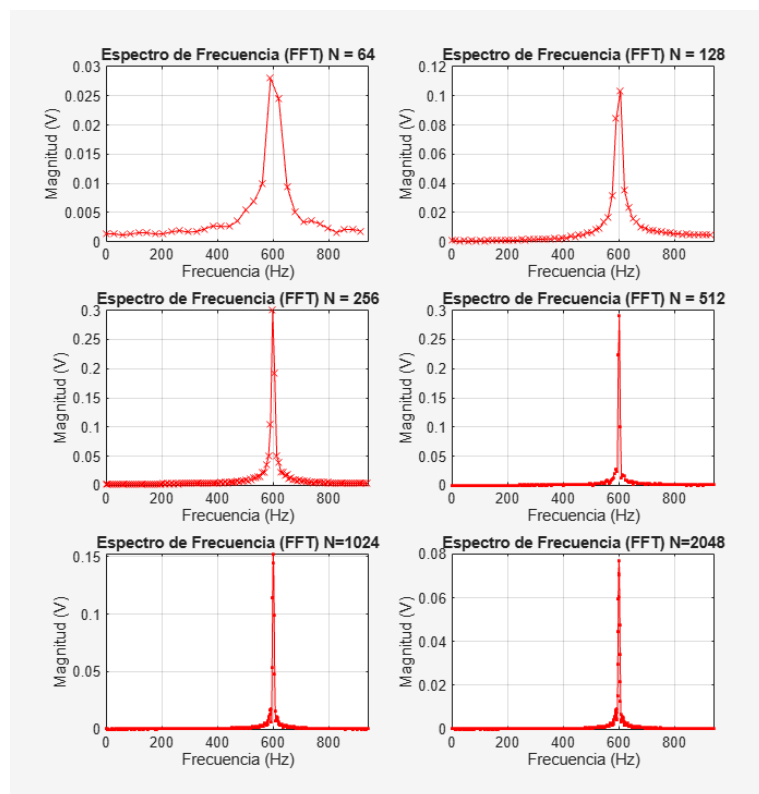 Espectro de Frecuencia (FFT) N = 64
0.03
0.025
0.02
0.015
0.01
0.005
0
Magnitud (V)
0 200 400 600 800
Frecuencia (Hz)
Espectro de Frecuencia (FFT) N = 128
0.12
0.1
0.08
0.06
0.04
0.02
0
Magnitud (V)
0 200 400 600 800
Frecuencia (Hz)
Espectro de Frecuencia (FFT) N = 256
0.3
0.25
0.2
0.15
0.1
0.05
0
Magnitud (V)
0 200 400 600 800
Frecuencia (Hz)
Espectro de Frecuencia (FFT) N = 512
0.3
0.25
0.2
0.15
0.1
0.05
0
Magnitud (V)
0 200 400 600 800
Frecuencia (Hz)
Espectro de Frecuencia (FFT) N=1024
0.15
0.1
0.05
0
Magnitud (V)
0 200 400 600 800
Frecuencia (Hz)
Espectro de Frecuencia (FFT) N=2048
0.08
0.06
0.04
0.02
0
Magnitud (V)
0 200 400 600 800
Frecuencia (Hz)